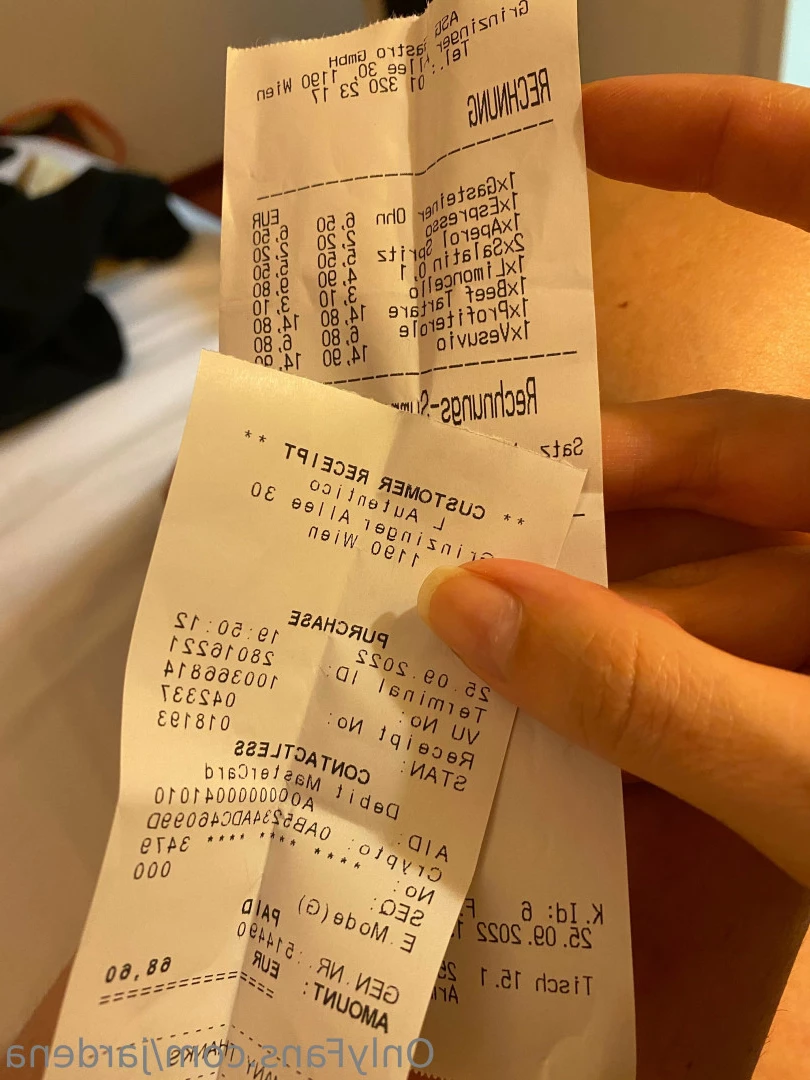 Grinzinger
ASG Gastro GmbH
Allee 30, 1190 Wien
Tel.: 01 320 23 17
RECHNUNG
EUR
1xGasteiner Ohn 6,50 6,50
1xEspresso 2,20 2,20
1xAperol Spritz 5,50 5,50
2xSalatin 0,1 4,90 9,80
1xLimoncello 3,10 3,10
1xBeef Tartare 14,80 14,80
1xProfiterole 6,80 6,80
1xVesuvio 14,90 14,90
Rechnungs-Summ
Satz
** CUSTOMER RECEIPT **
L Autentico
Grinzinger Allee 30
1190 Wien
PURCHASE
25.09.2022 19:50:12
Terminal ID: 28016221
VU No: 100366814
Receipt No: 042337
STAN: 018193
CONTACTLESS
Debit MasterCard
AID: A0000000041010
Crypto: 0AB5234ADC46099D
No: **** **** **** 3479
SEQ: 000
E.Mode(G)
PAID
GEN.NR.:514490
AMOUNT: EUR 68,60
K.Id: 6
25.09.2022
Tisch 15.1
OnlyFans.com/jardena